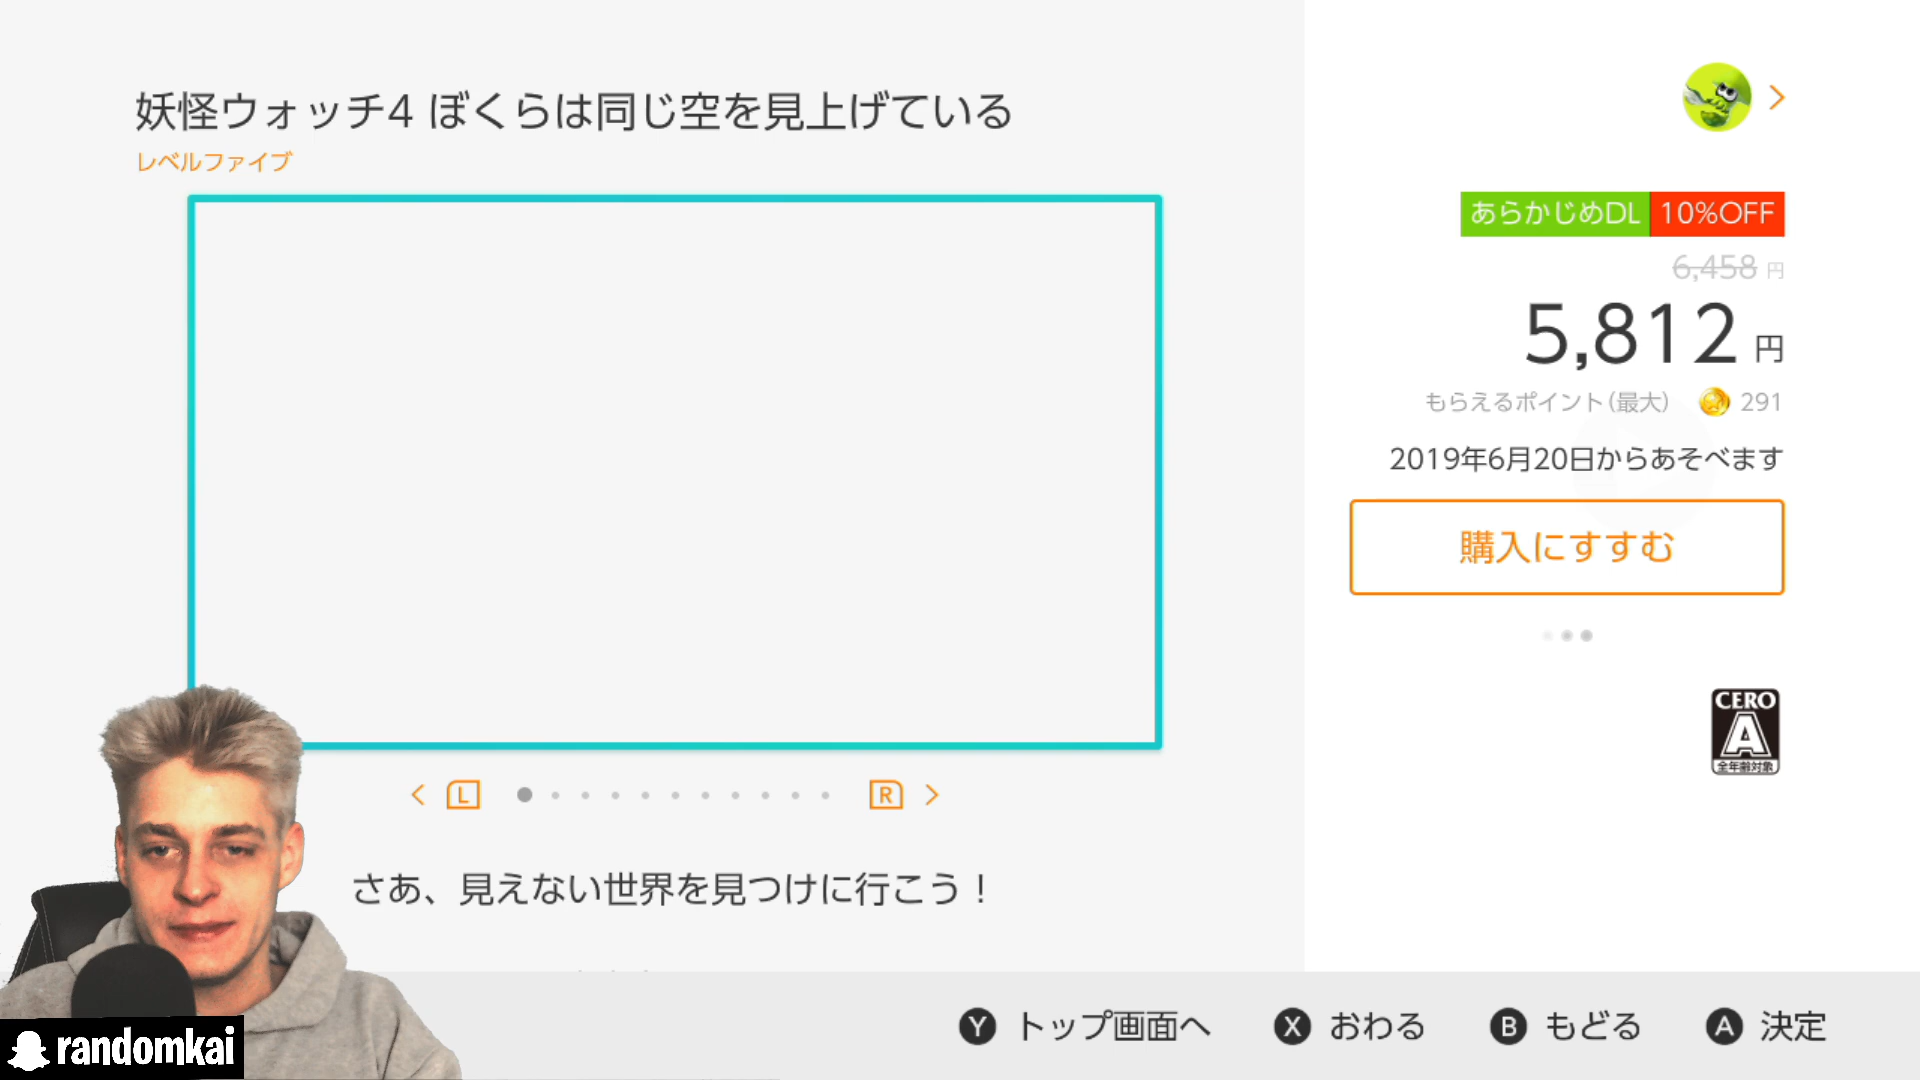 妖怪ウォッチ4 ぼくらは同じ空を見上げている
レベルファイブ
あらかじめDL 10%OFF
6,458 円
5,812 円
もらえるポイント(最大) 291
2019年6月20日からあそべます
購入にすすむ
CERO
A
全年齢対象
L R
さあ、見えない世界を見つけに行こう!
Y トップ画面へ X おわる B もどる A 決定
randomkai